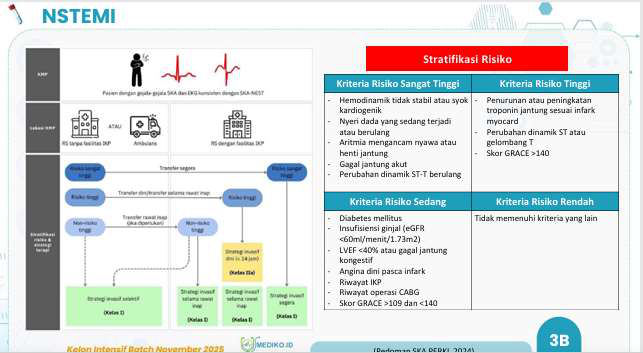 NSTEMI
KMP
Pasien dengan gejala-gejala SKA dan EKG konsisten dengan SKA-NEST
Lokasi KMP
RS tanpa fasilitas IKP
ATAU
Ambulans
RS dengan fasilitas IKP
Stratifikasi
risiko &
strategi
terapi
Risiko sangat
tinggi
Transfer segera
Risiko sangat
tinggi
Risiko tinggi
Transfer dini/transfer selama rawat inap
Risiko tinggi
Non-risiko
tinggi
Transfer rawat inap
(jika diperlukan)
Non-risiko
tinggi
Strategi invasif
dini (< 24 jam)
(Kelas IIa)
Strategi invasif selektif
(Kelas I)
Strategi invasif
selama rawat
inap
(Kelas I)
Strategi invasif
selama rawat
inap
(Kelas I)
Strategi invasif
segera
(Kelas I)
Stratifikasi Risiko
Kriteria Risiko Sangat Tinggi
- Hemodinamik tidak stabil atau syok
kardiogenik
- Nyeri dada yang sedang terjadi
atau berulang
- Aritmia mengancam nyawa atau
henti jantung
- Gagal jantung akut
- Perubahan dinamik ST-T berulang
Kriteria Risiko Tinggi
- Penurunan atau peningkatan
troponin jantung sesuai infark
miocard
- Perubahan dinamik ST atau
gelombang T
- Skor GRACE >140
Kriteria Risiko Sedang
- Diabetes mellitus
- Insufisiensi ginjal (eGFR
<60ml/menit/1.73m2)
- LVEF <40% atau gagal jantung
kongestif
- Angina dini pasca infark
- Riwayat IKP
- Riwayat operasi CABG
- Skor GRACE >109 dan <140
Kriteria Risiko Rendah
Tidak memenuhi kriteria yang lain
Kelon Intensif Batch November 2025
MEDIKO.ID
(Pedoman SKA PERKI, 2024)
3B